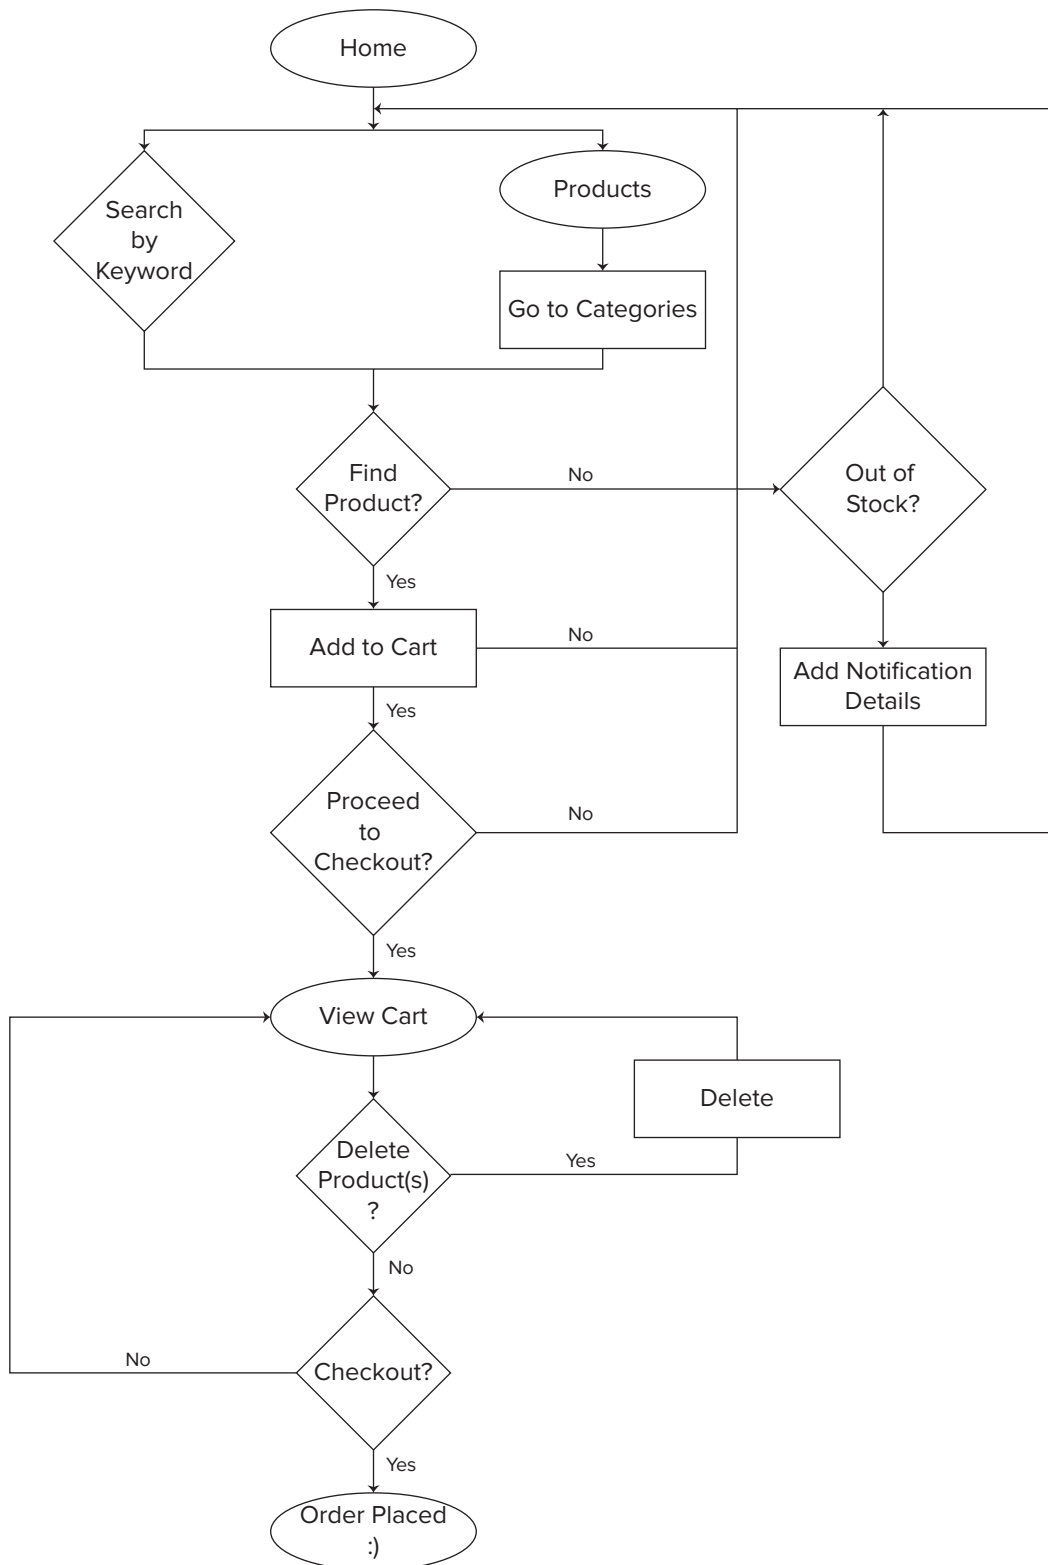 Home
Search
by
Keyword
Products
Go to Categories
Find
Product?
No
Out of
Stock?
Yes
Add to Cart
No
Add Notification
Details
Yes
Proceed
to
Checkout?
No
Yes
View Cart
Delete
Delete
Product(s)
?
Yes
No
Checkout?
No
Yes
Order Placed
:)